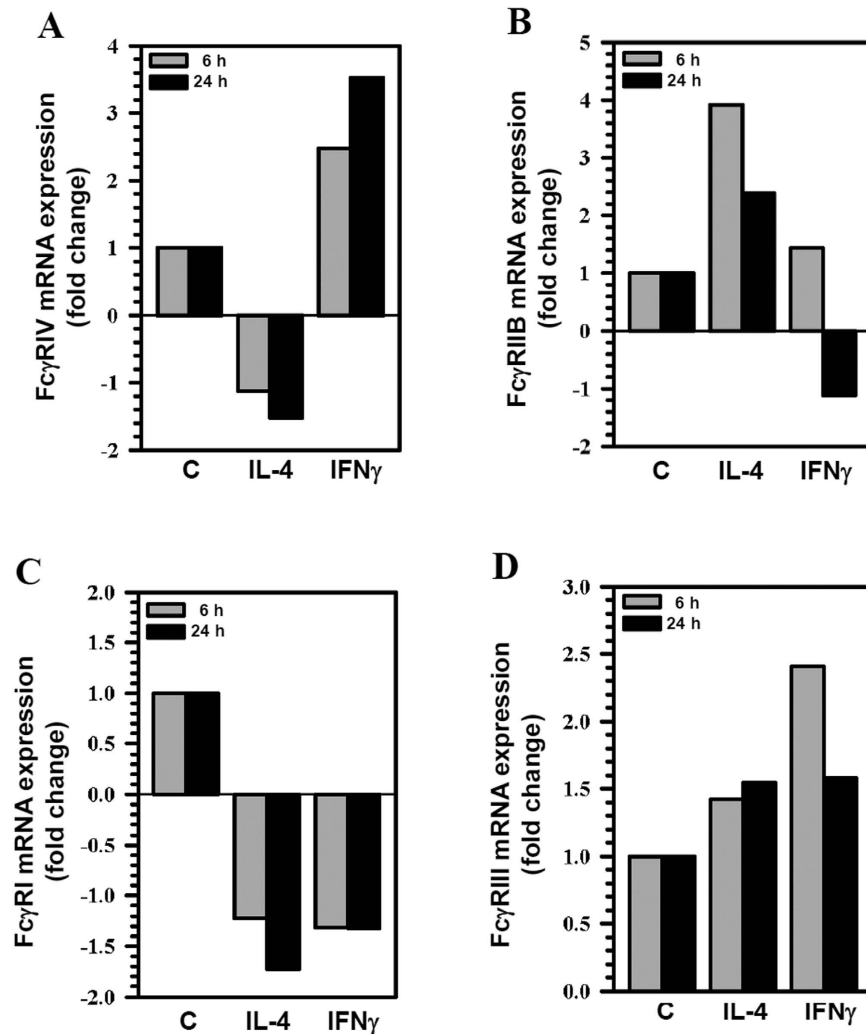 A
FcγRIV mRNA expression
(fold change)
4
3
2
1
0
-1
-2
6 h
24 h
C IL-4 IFNγ
B
FcγRIIB mRNA expression
(fold change)
5
4
3
2
1
0
-1
-2
6 h
24 h
C IL-4 IFNγ
C
FcγRI mRNA expression
(fold change)
2.0
1.5
1.0
0.5
0.0
-0.5
-1.0
-1.5
-2.0
6 h
24 h
C IL-4 IFNγ
D
FcγRIII mRNA expression
(fold change)
3.0
2.5
2.0
1.5
1.0
0.5
0.0
6 h
24 h
C IL-4 IFNγ